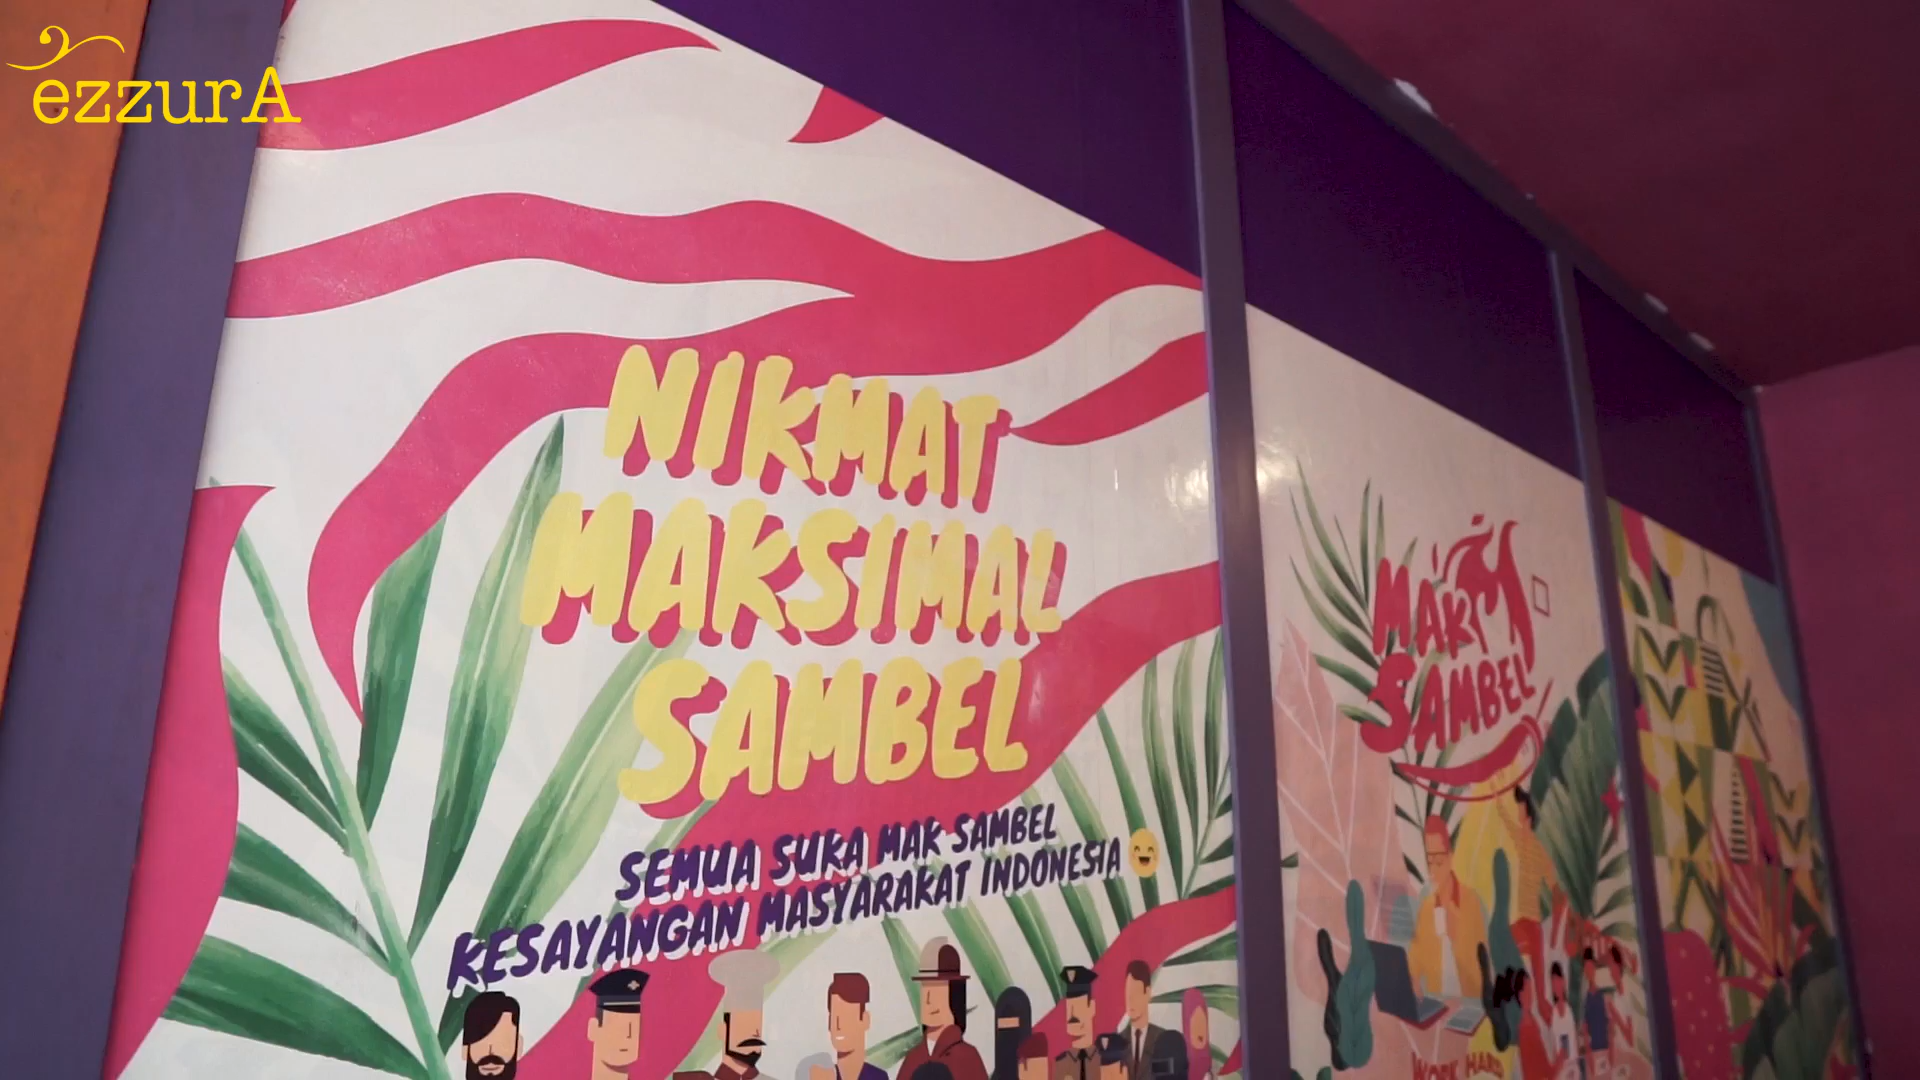 ezzurA
NIKMAT
MAKSIMAL
SAMBEL
SEMUA SUKA MAK SAMBEL
KESAYANGAN MASYARAKAT INDONESIA
MAK
SAMBEL
WORK HARD